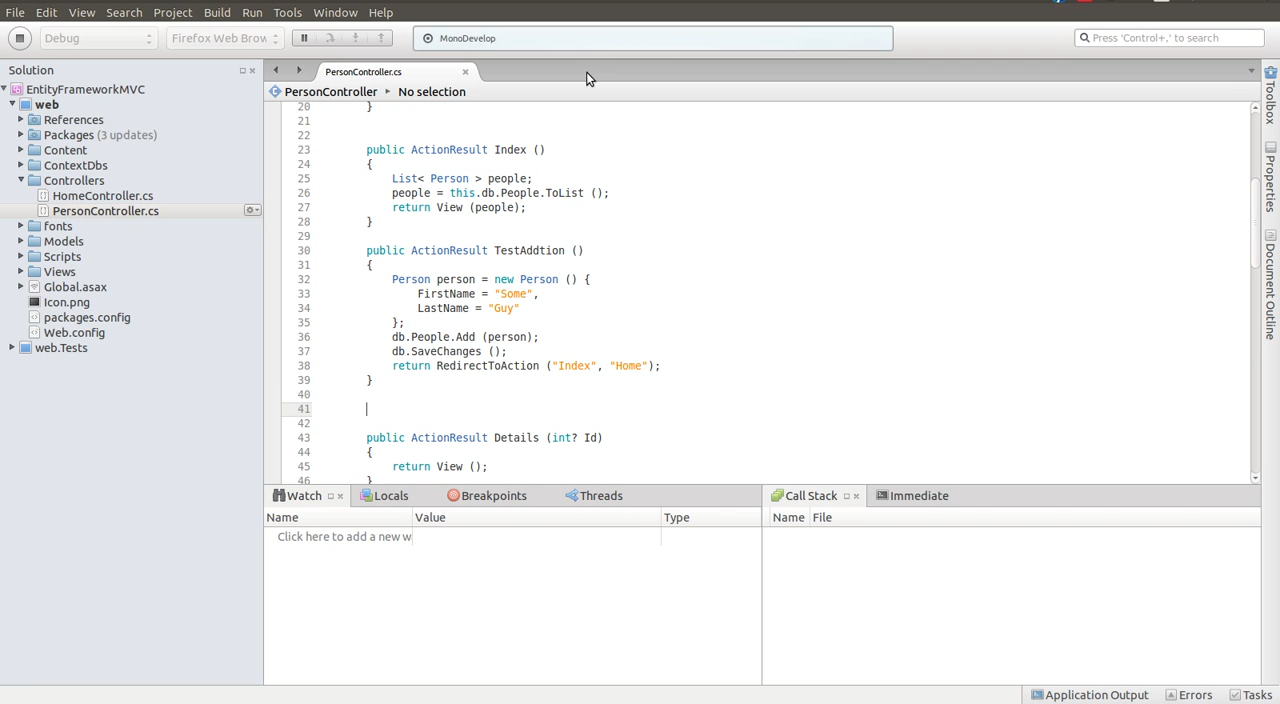 File Edit View Search Project Build Run Tools Window Help
Debug Firefox Web Brow MonoDevelop Press 'Control+,' to search
Solution
EntityFrameworkMVC
web
References
Packages (3 updates)
Content
ContextDbs
Controllers
HomeController.cs
PersonController.cs
fonts
Models
Scripts
Views
Global.asax
Icon.png
packages.config
Web.config
web.Tests
PersonController.cs
PersonController No selection
20 }
21
22
23 public ActionResult Index ()
24 {
25 List< Person > people;
26 people = this.db.People.ToList ();
27 return View (people);
28 }
29
30 public ActionResult TestAddtion ()
31 {
32 Person person = new Person () {
33 FirstName = "Some",
34 LastName = "Guy"
35 };
36 db.People.Add (person);
37 db.SaveChanges ();
38 return RedirectToAction ("Index", "Home");
39 }
40
41
42
43 public ActionResult Details (int? Id)
44 {
45 return View ();
46 }
Toolbox
Properties
Document Outline
Watch Locals Breakpoints Threads
Name Value Type
Click here to add a new w
Call Stack Immediate
Name File
Application Output Errors Tasks